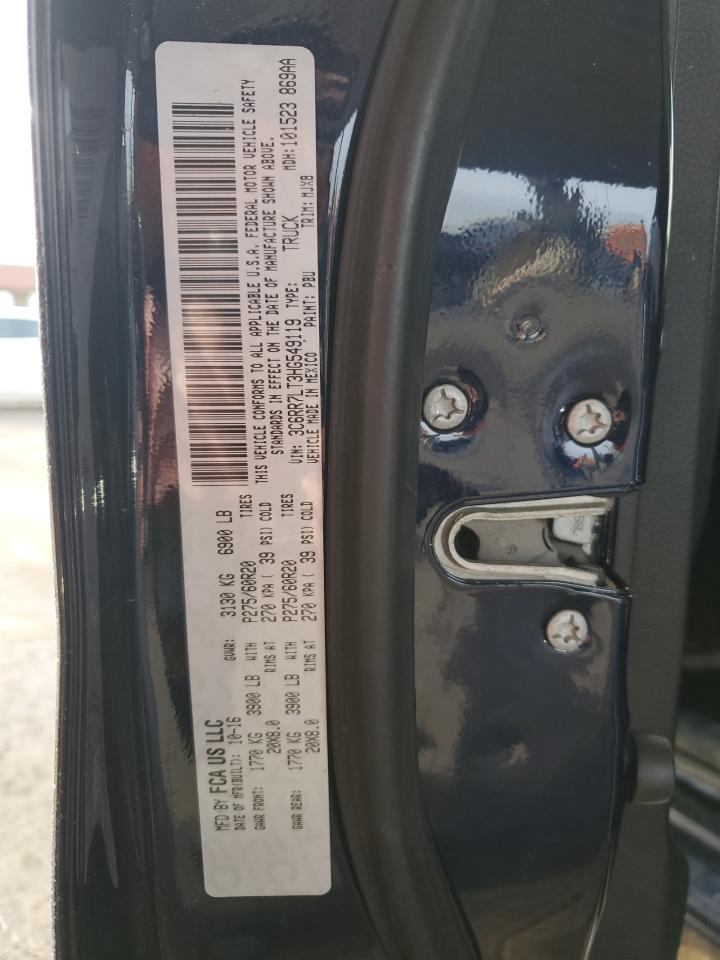 MFD BY FCA US LLC
DATE OF MFR(BUILT): 10-16 GVWR: 3130 KG 6900 LB
GAWR FRONT: 1770 KG 3900 LB WITH P275/60R20 TIRES
20X8.0 RIMS AT 270 KPA ( 39 PSI) COLD
GAWR REAR: 1770 KG 3900 LB WITH P275/60R20 TIRES
20X8.0 RIMS AT 270 KPA ( 39 PSI) COLD
THIS VEHICLE CONFORMS TO ALL APPLICABLE U.S.A. FEDERAL MOTOR VEHICLE SAFETY
STANDARDS IN EFFECT ON THE DATE OF MANUFACTURE SHOWN ABOVE.
VIN: 3C6RR7LT3HG549119 TYPE: TRUCK MDH: 101523 869AA
VEHICLE MADE IN MEXICO PAINT: PBU TRIM: MJX8